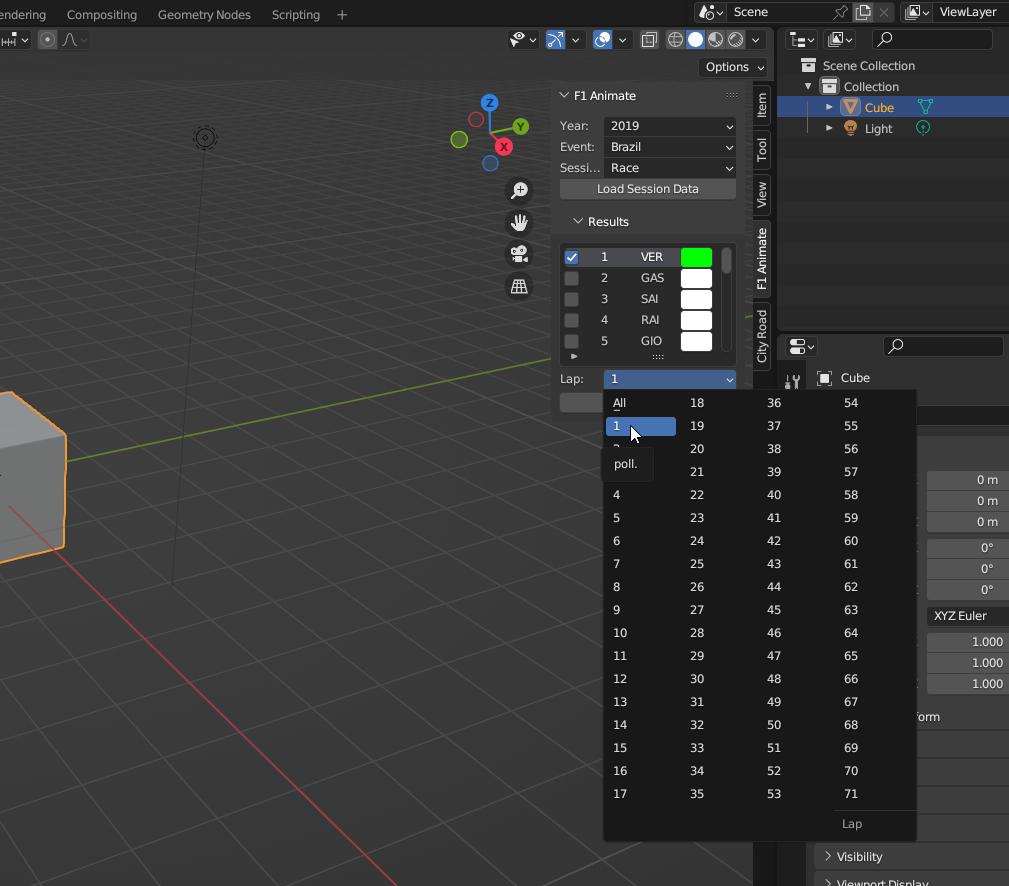 endering Compositing Geometry Nodes Scripting +
Scene
ViewLayer
Options
Scene Collection
Collection
Cube
Light
Z
Y
X
F1 Animate
Year: 2019
Event: Brazil
Sessi... Race
Load Session Data
Results
1 VER
2 GAS
3 SAI
4 RAI
5 GIO
Item
Tool
View
F1 Animate
City Road
Cube
Lap: 1
All 18 36 54
1 19 37 55
20 38 56
poll.
21 39 57
4 22 40 58
5 23 41 59
6 24 42 60
7 25 43 61
8 26 44 62
9 27 45 63
10 28 46 64
11 29 47 65
12 30 48 66
13 31 49 67
14 32 50 68
15 33 51 69
16 34 52 70
17 35 53 71
Lap
0 m
0 m
0 m
0°
0°
0°
XYZ Euler
1.000
1.000
1.000
form
Visibility
Viewport Display